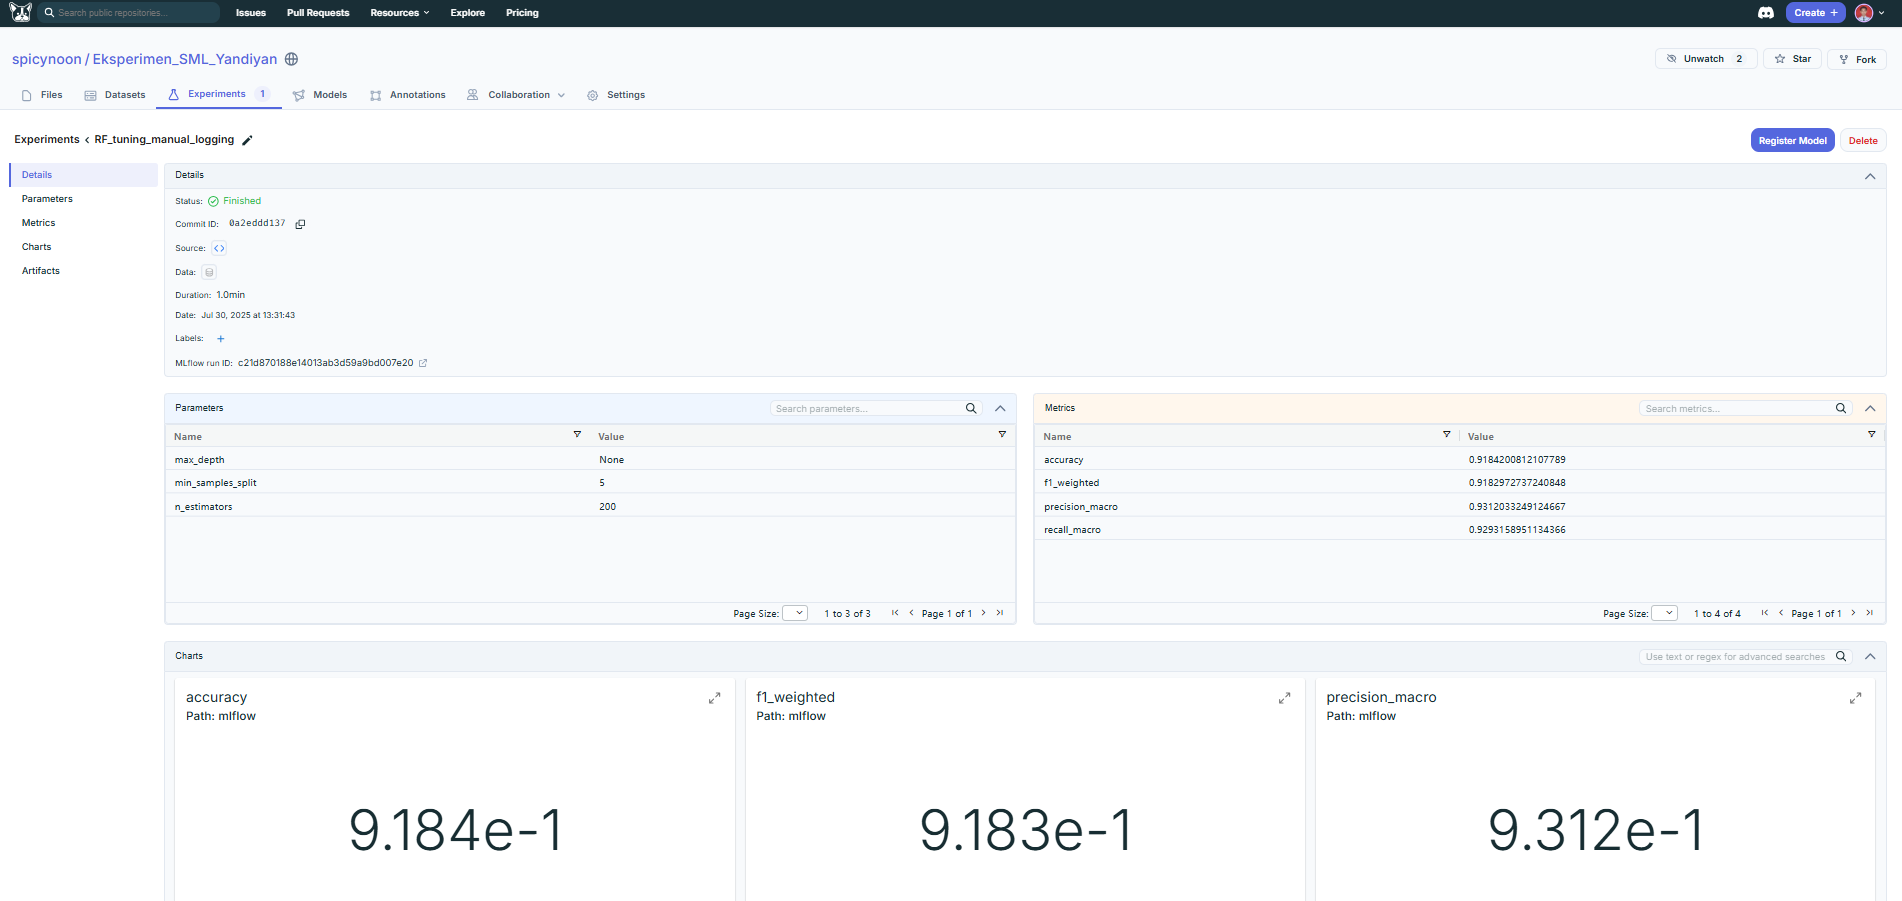 Search public repositories...
Issues
Pull Requests
Resources
Explore
Pricing
Create +
spicynoon / Eksperimen_SML_Yandiyan
Unwatch 2
Star
Fork
Files
Datasets
Experiments 1
Models
Annotations
Collaboration
Settings
Experiments < RF_tuning_manual_logging
Register Model
Delete
Details
Parameters
Metrics
Charts
Artifacts
Details
Status: Finished
Commit ID: 0a2eddd137
Source: <>
Data:
Duration: 1.0min
Date: Jul 30, 2025 at 13:31:43
Labels: +
MLflow run ID: c21d870188e14013ab3d59a9bd007e20
Parameters
Search parameters...
Name Value
max_depth None
min_samples_split 5
n_estimators 200
Page Size: 1 to 3 of 3 Page 1 of 1
Metrics
Search metrics...
Name Value
accuracy 0.9184200812107789
f1_weighted 0.9182972737240848
precision_macro 0.9312033249124667
recall_macro 0.9293158951134366
Page Size: 1 to 4 of 4 Page 1 of 1
Charts
Use text or regex for advanced searches
accuracy
Path: mlflow
9.184e-1
f1_weighted
Path: mlflow
9.183e-1
precision_macro
Path: mlflow
9.312e-1